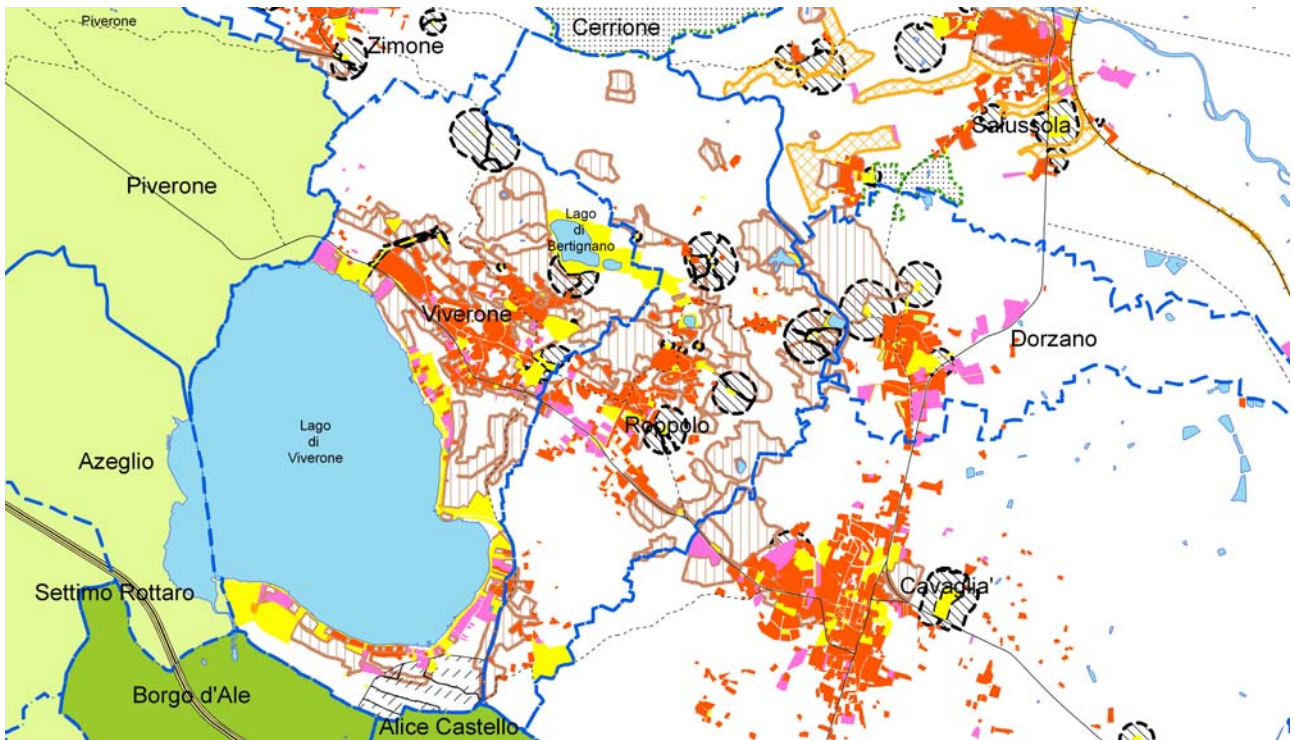 Piverone
Zimone
Cerrione
Salussola
Piverone
Lago
di
Bertignano
Viverone
Dorzano
Lago
di
Viverone
Roppolo
Azeglio
Settimo Rottaro
Cavaglia'
Borgo d'Ale
Alice Castello